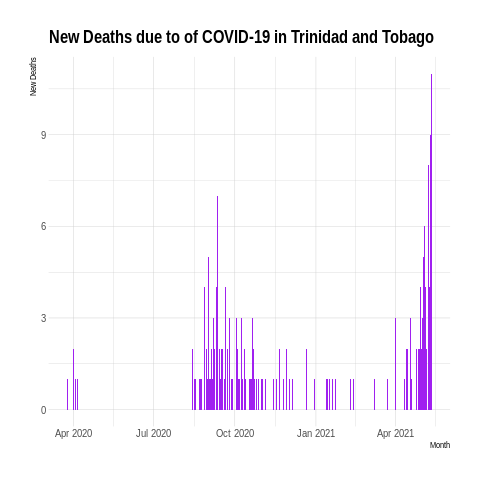 New Deaths due to of COVID-19 in Trinidad and Tobago
New Deaths
9
6
3
0
Apr 2020 Jul 2020 Oct 2020 Jan 2021 Apr 2021
Month